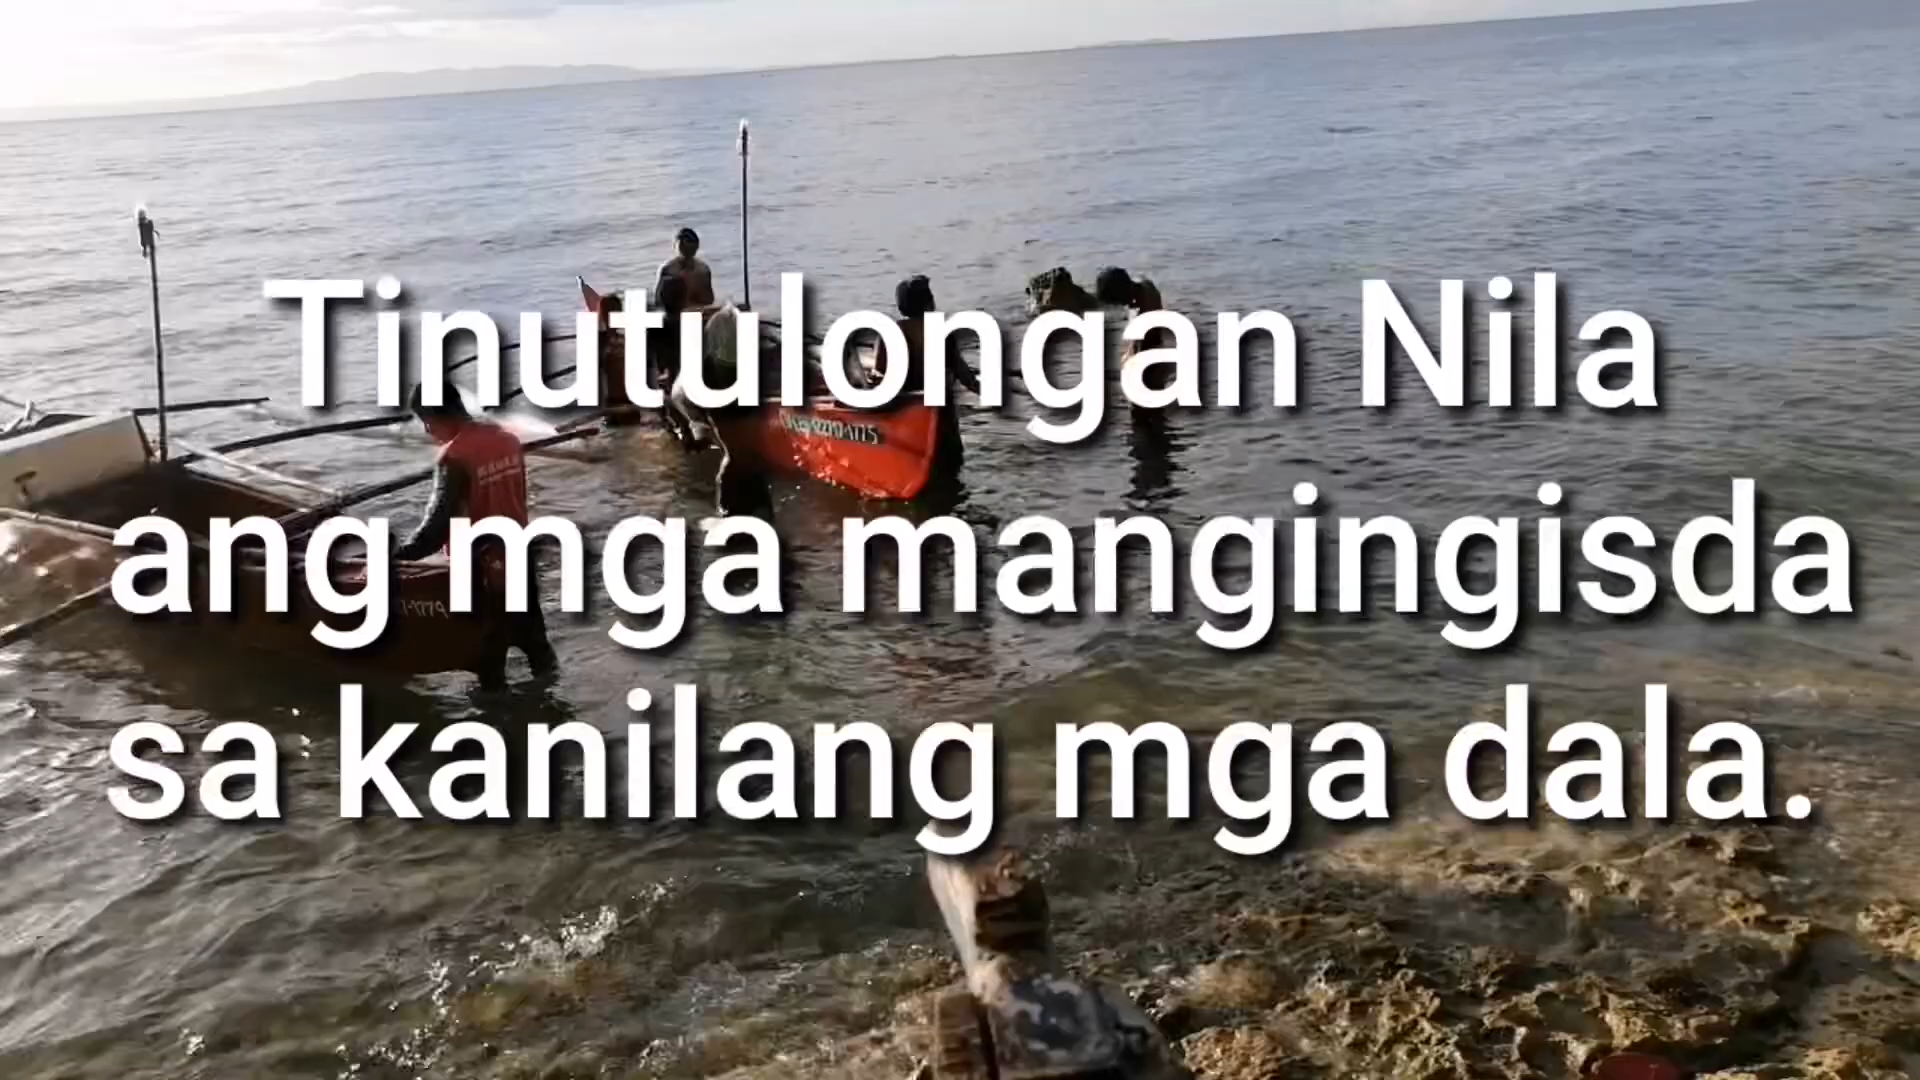 Tinutulongan Nila
ang mga mangingisda
sa kanilang mga dala.